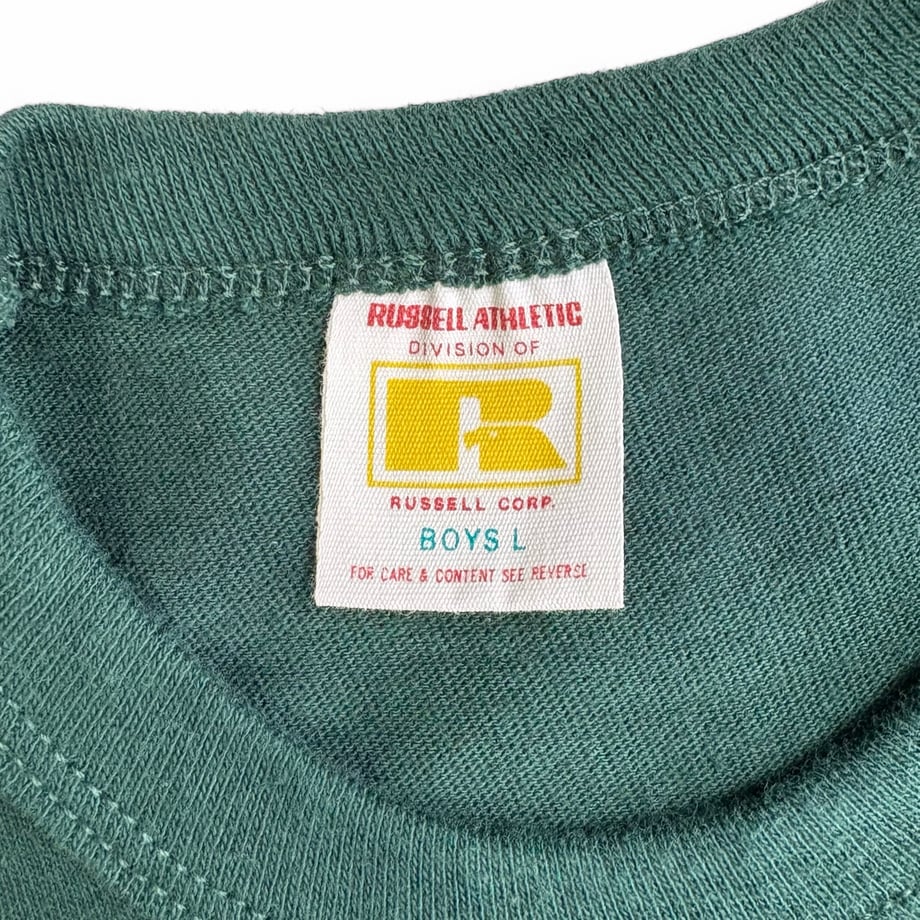 RUSSELL ATHLETIC
DIVISION OF
R
RUSSELL CORP.
BOYS L
FOR CARE & CONTENT SEE REVERSE